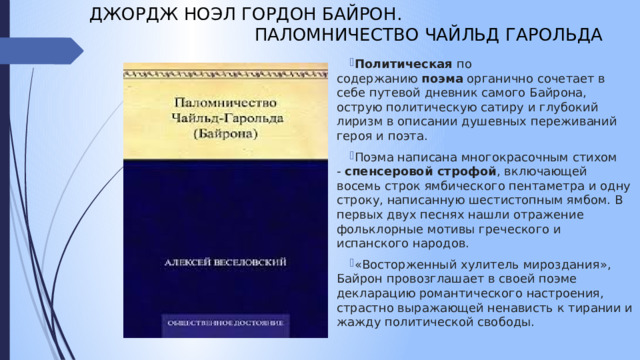 ДЖОРДЖ НОЭЛ ГОРДОН БАЙРОН.
ПАЛОМНИЧЕСТВО ЧАЙЛЬД ГАРОЛЬДА
Паломничество
Чайльд-Гарольда
(Байрона)
АЛЕКСЕЙ ВЕСЕЛОВСКИЙ
ОБЩЕСТВЕННОЕ ДОСТОЯНИЕ
Политическая по
содержанию поэма органично сочетает в
себе путевой дневник самого Байрона,
острую политическую сатиру и глубокий
лиризм в описании душевных переживаний
героя и поэта.
Поэма написана многокрасочным стихом
- спенсеровой строфой, включающей
восемь строк ямбического пентаметра и одну
строку, написанную шестистопным ямбом. В
первых двух песнях нашли отражение
фольклорные мотивы греческого и
испанского народов.
«Восторженный хулитель мироздания»,
Байрон провозглашает в своей поэме
декларацию романтического настроения,
страстно выражающей ненависть к тирании и
жажду политической свободы.